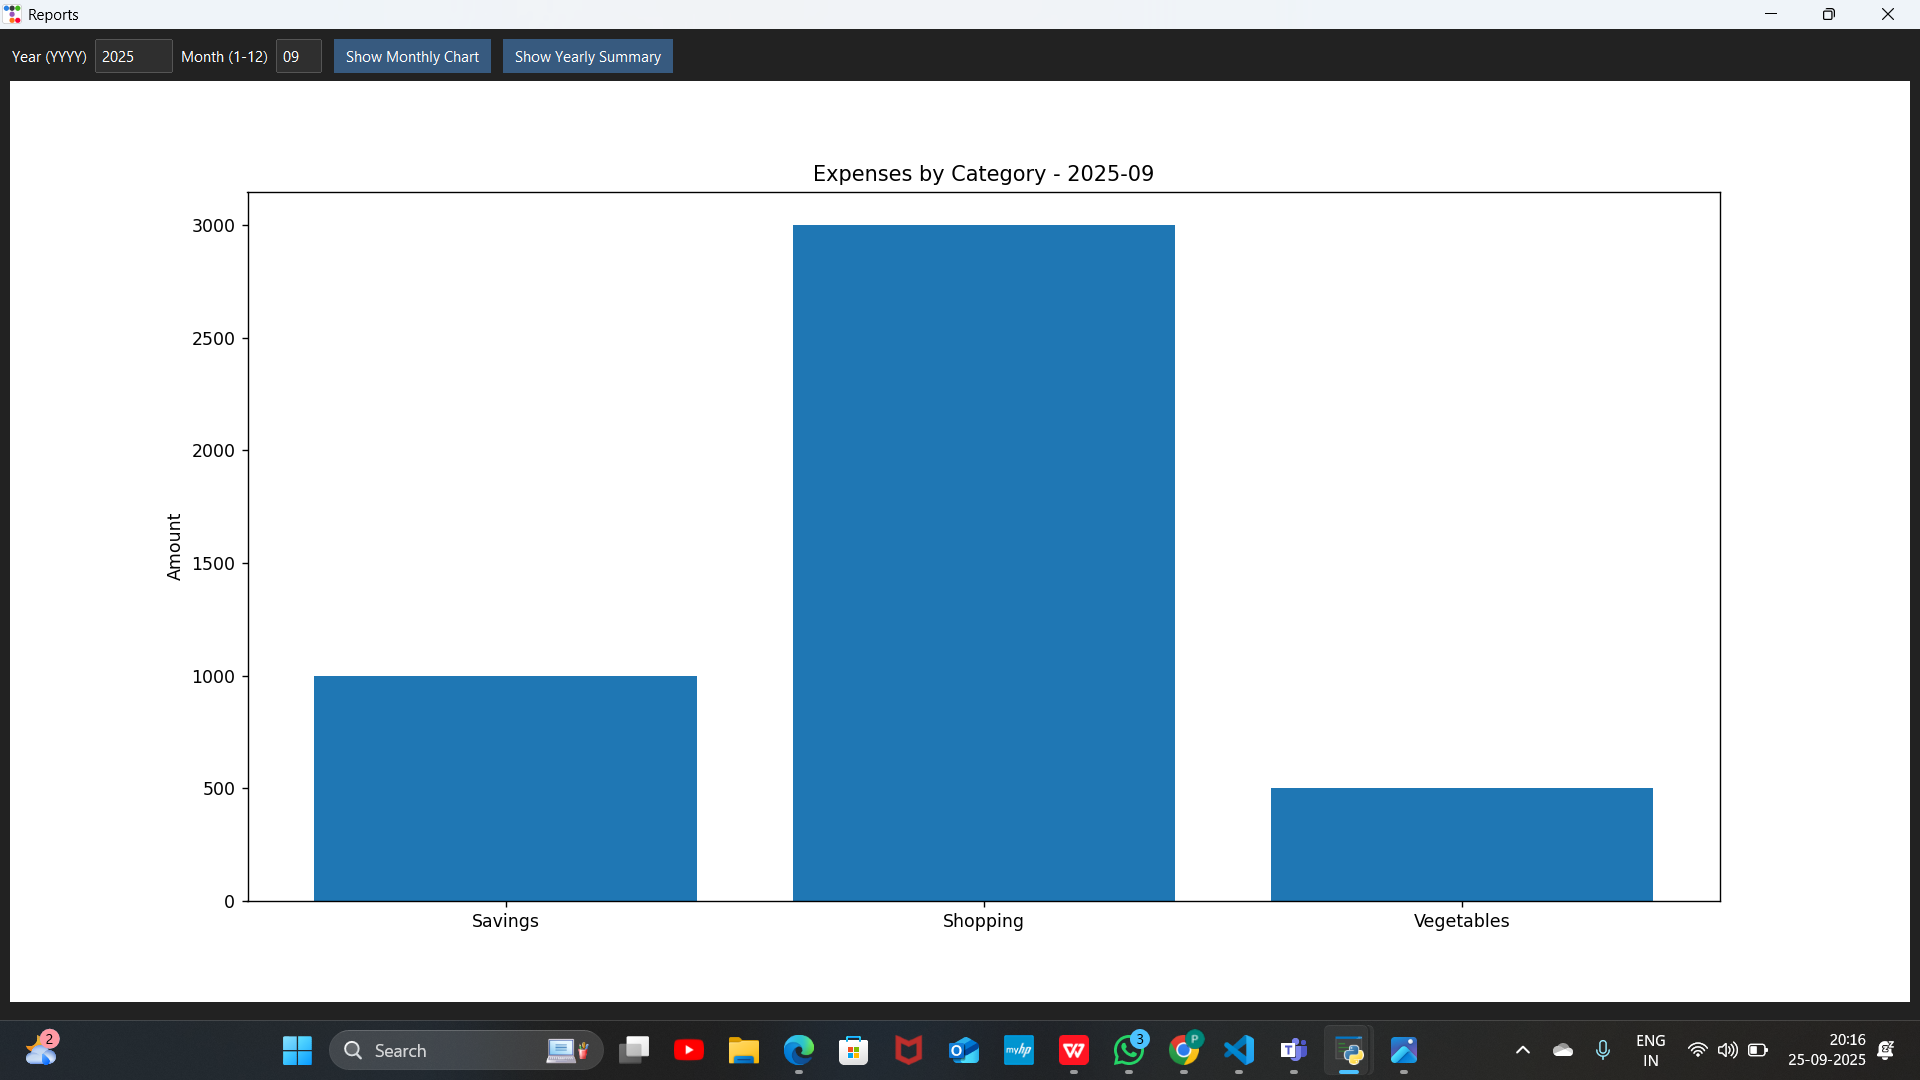 Reports
Year (YYYY) 2025 Month (1-12) 09 Show Monthly Chart Show Yearly Summary
Expenses by Category - 2025-09
3000
2500
2000
1500
1000
500
0
Amount
Savings Shopping Vegetables
2
Search
myhp
W
3
P
T
ENG
IN
20:16
25-09-2025